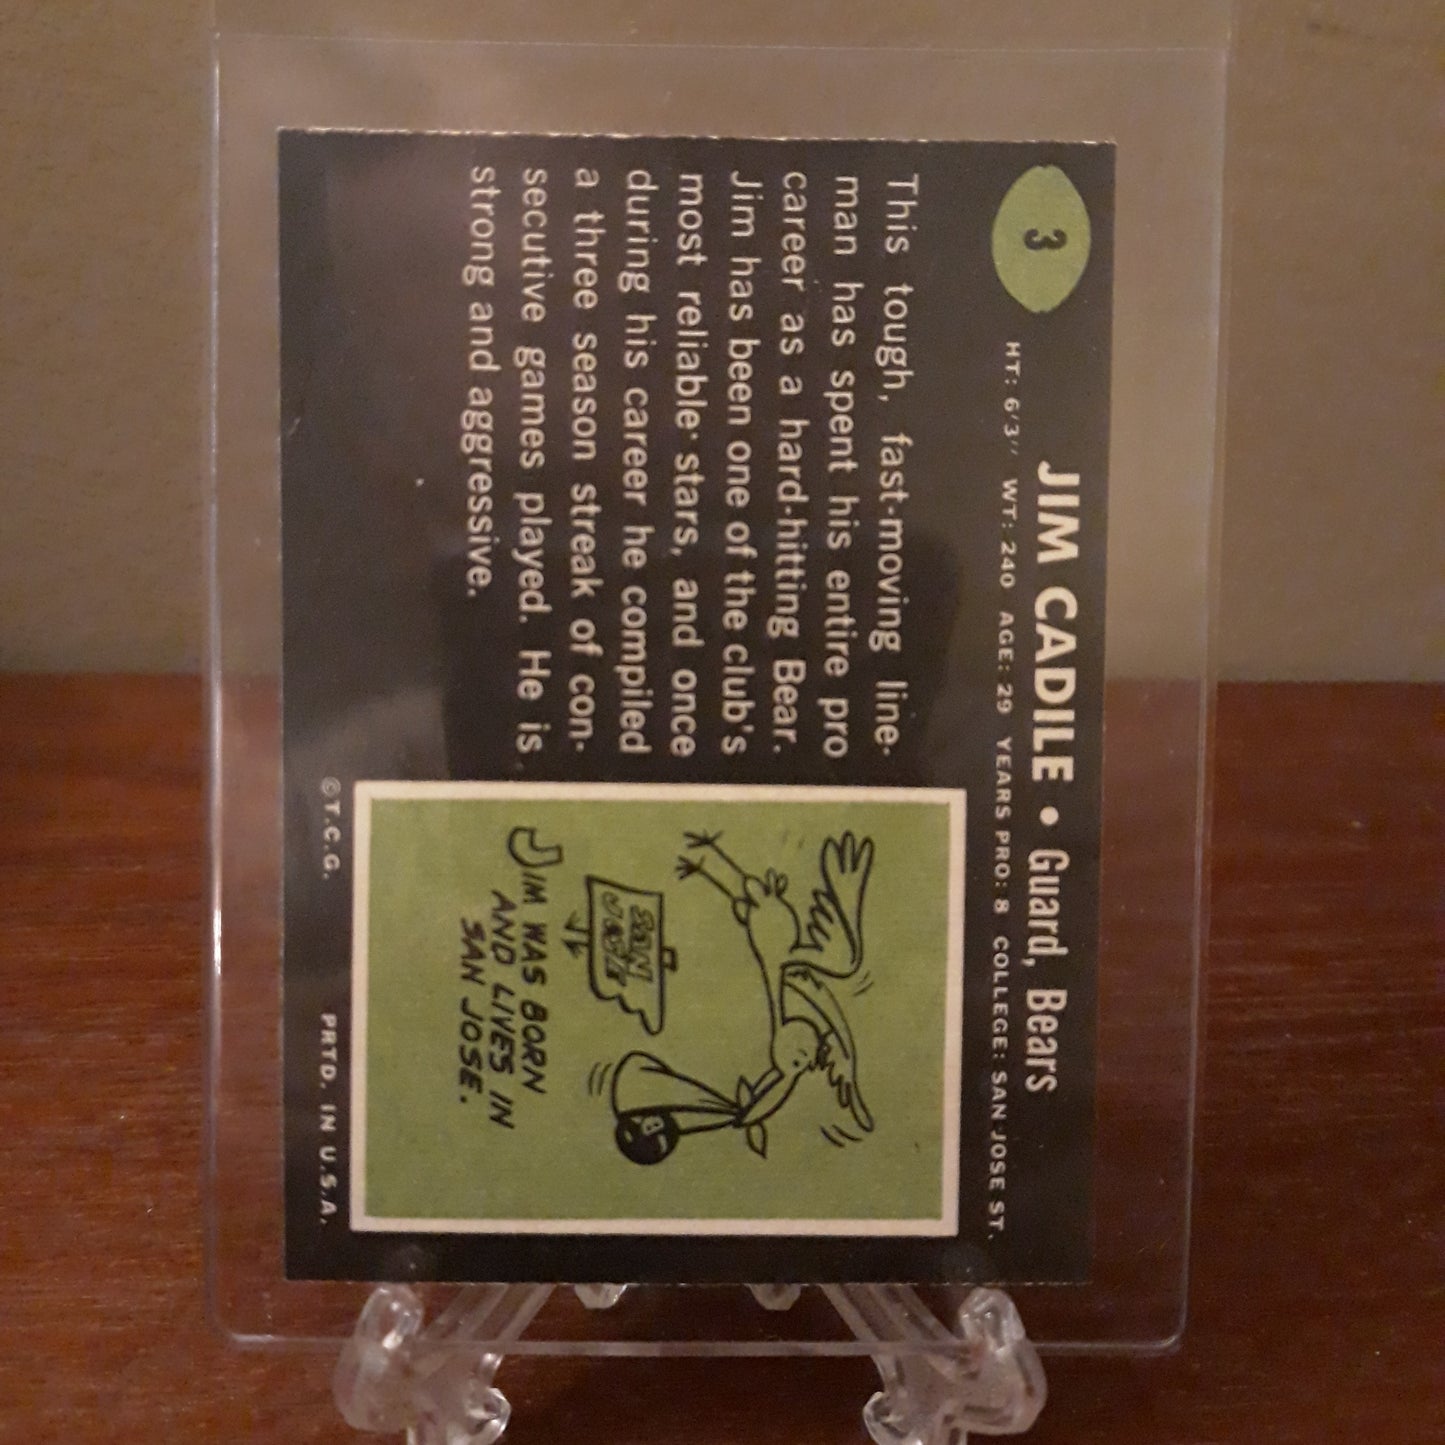 3
JIM CADILE • Guard, Bears
HT: 6'3" WT: 240 AGE: 29 YEARS PRO: 8 COLLEGE: SAN JOSE ST.
This tough, fast-moving line-
man has spent his entire pro
career as a hard-hitting Bear.
Jim has been one of the club's
most reliable stars, and once
during his career he compiled
a three season streak of con-
secutive games played. He is
strong and aggressive.
SAN
JOSE
8
JIM WAS BORN
AND LIVES IN
SAN JOSE.
©T.C.G.
PRTD. IN U.S.A.